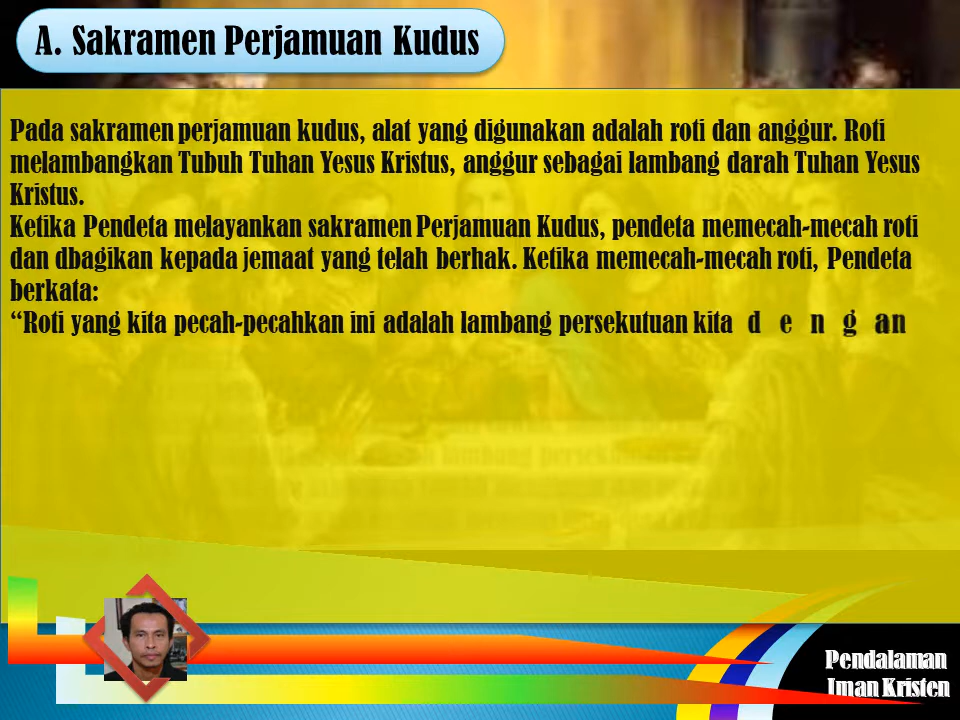 A. Sakramen Perjamuan Kudus
Pada sakramen perjamuan kudus, alat yang digunakan adalah roti dan anggur. Roti
melambangkan Tubuh Tuhan Yesus Kristus, anggur sebagai lambang darah Tuhan Yesus
Kristus.
Ketika Pendeta melayankan sakramen Perjamuan Kudus, pendeta memecah-mecah roti
dan dbagikan kepada jemaat yang telah berhak. Ketika memecah-mecah roti, Pendeta
berkata:
“Roti yang kita pecah-pecahkan ini adalah lambang persekutuan kita d e n g an
lambang
Pendalaman
Iman Kristen